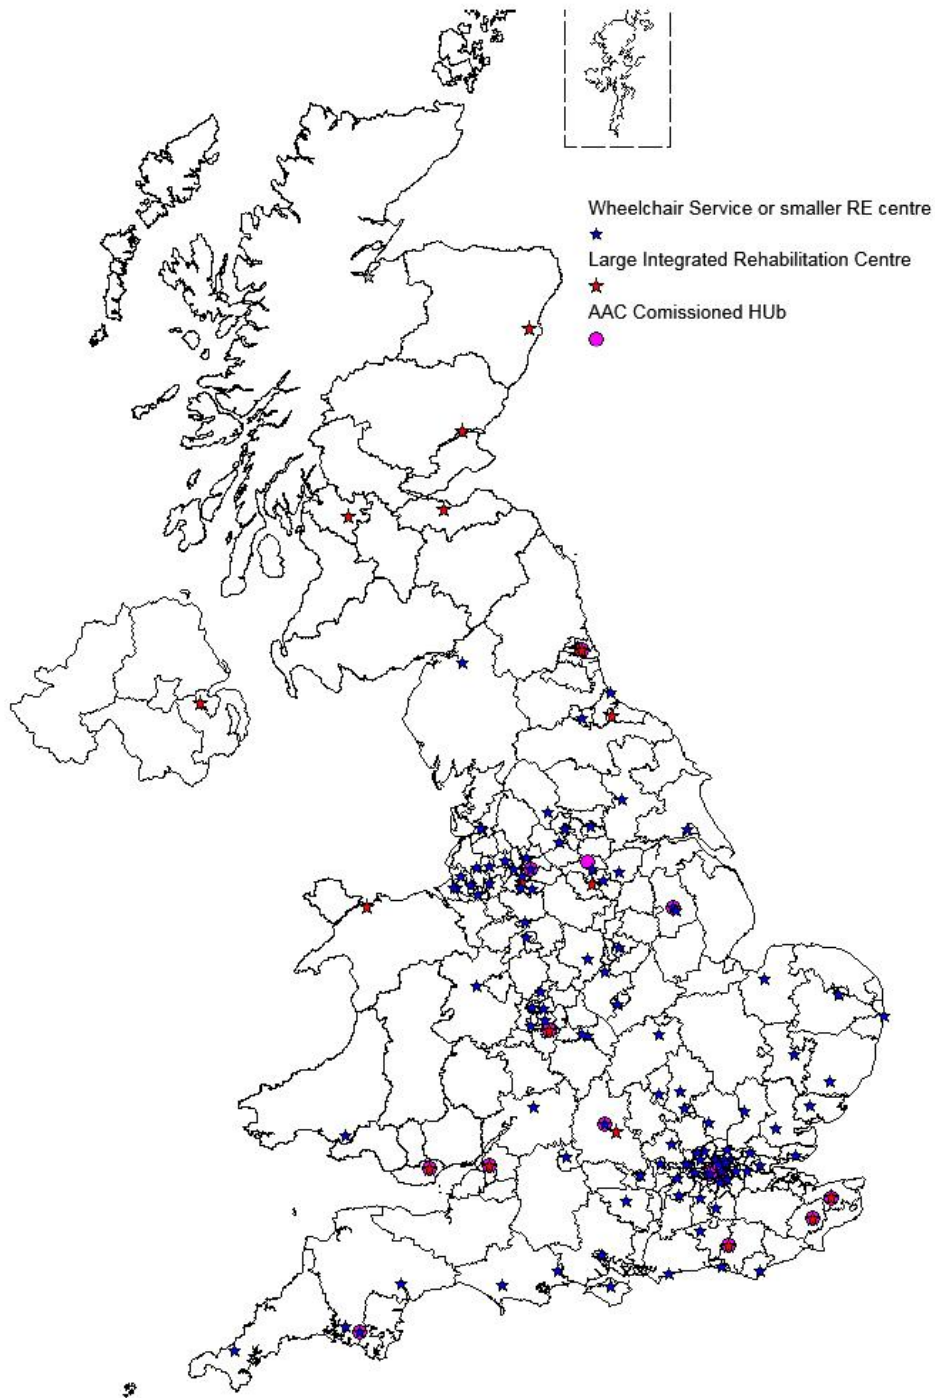 Wheelchair Service or smaller RE centre
Large Integrated Rehabilitation Centre
AAC Comissioned HUb